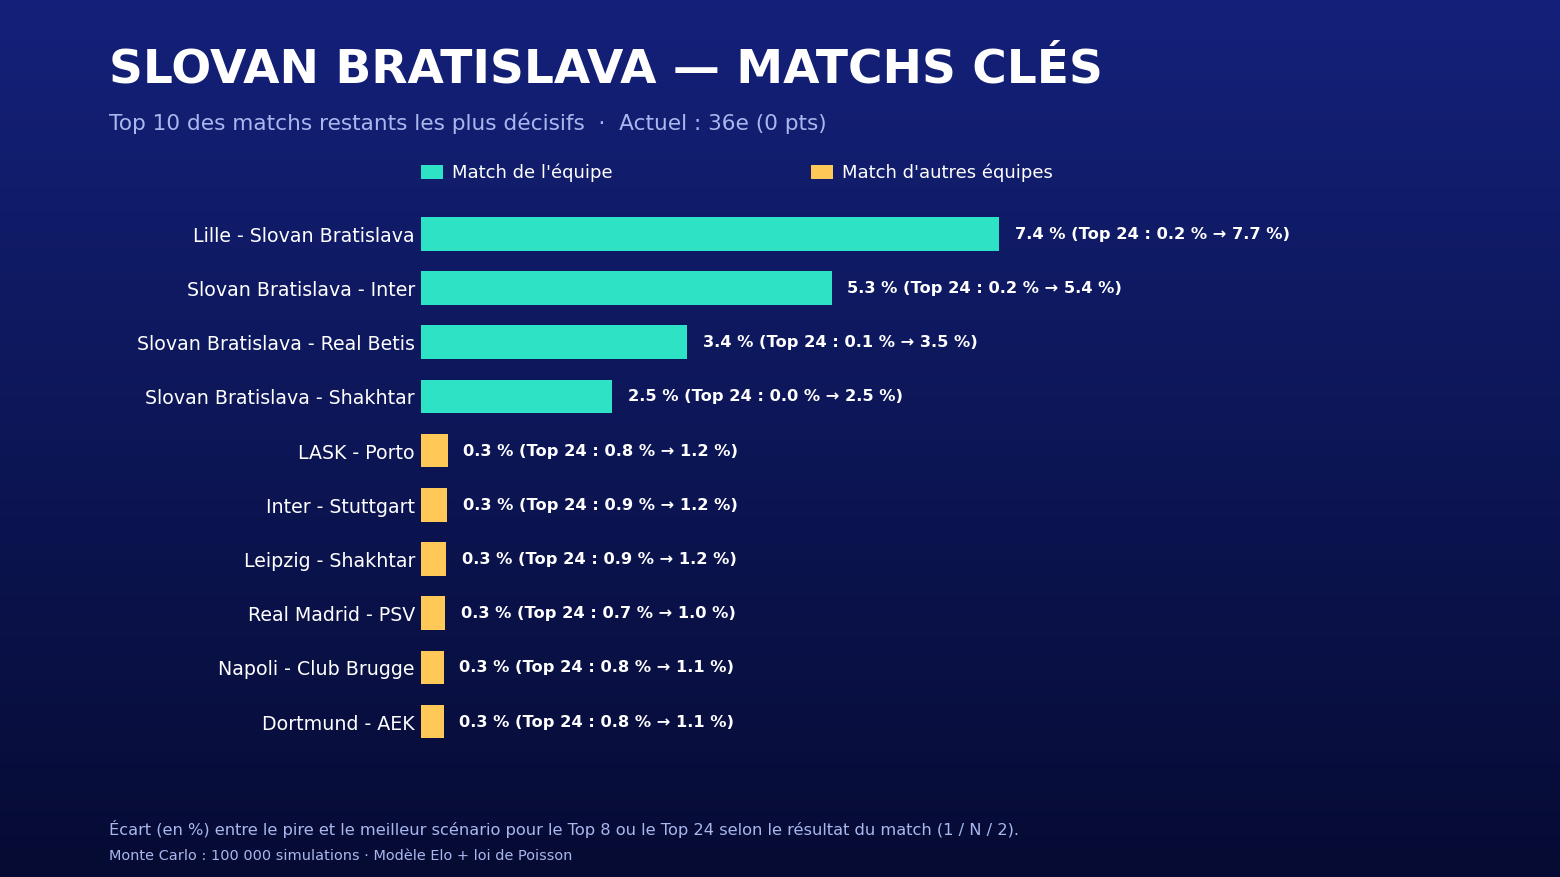 SLOVAN BRATISLAVA — MATCHS CLÉS
Top 10 des matchs restants les plus décisifs · Actuel : 36e (0 pts)
Match de l'équipe
Match d'autres équipes
Lille - Slovan Bratislava 7.4 % (Top 24 : 0.2 % → 7.7 %)
Slovan Bratislava - Inter 5.3 % (Top 24 : 0.2 % → 5.4 %)
Slovan Bratislava - Real Betis 3.4 % (Top 24 : 0.1 % → 3.5 %)
Slovan Bratislava - Shakhtar 2.5 % (Top 24 : 0.0 % → 2.5 %)
LASK - Porto 0.3 % (Top 24 : 0.8 % → 1.2 %)
Inter - Stuttgart 0.3 % (Top 24 : 0.9 % → 1.2 %)
Leipzig - Shakhtar 0.3 % (Top 24 : 0.9 % → 1.2 %)
Real Madrid - PSV 0.3 % (Top 24 : 0.7 % → 1.0 %)
Napoli - Club Brugge 0.3 % (Top 24 : 0.8 % → 1.1 %)
Dortmund - AEK 0.3 % (Top 24 : 0.8 % → 1.1 %)
Écart (en %) entre le pire et le meilleur scénario pour le Top 8 ou le Top 24 selon le résultat du match (1 / N / 2).
Monte Carlo : 100 000 simulations · Modèle Elo + loi de Poisson